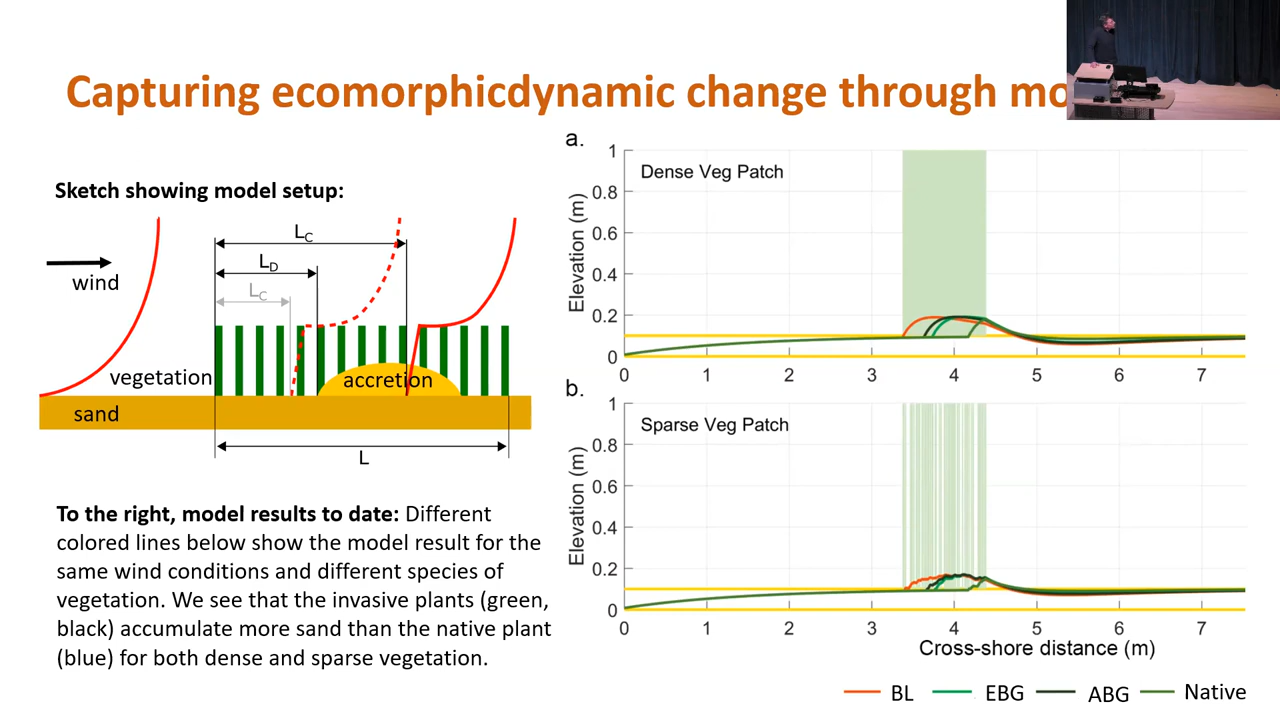 Capturing ecomorphicdynamic change through mo
Sketch showing model setup:
wind
vegetation
sand
accretion
L_C
L_D
L_C
L
To the right, model results to date: Different
colored lines below show the model result for the
same wind conditions and different species of
vegetation. We see that the invasive plants (green,
black) accumulate more sand than the native plant
(blue) for both dense and sparse vegetation.
a.
Dense Veg Patch
Elevation (m)
1
0.8
0.6
0.4
0.2
0
0 1 2 3 4 5 6 7
b.
Sparse Veg Patch
Elevation (m)
1
0.8
0.6
0.4
0.2
0
0 1 2 3 4 5 6 7
Cross-shore distance (m)
BL EBG ABG Native